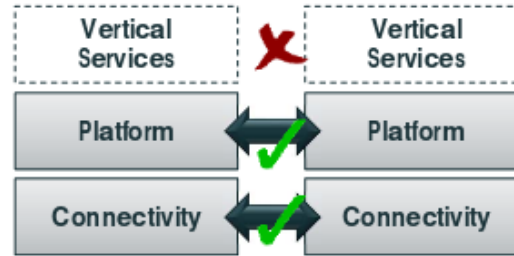 Vertical
Services
Vertical
Services
Platform
Platform
Connectivity
Connectivity